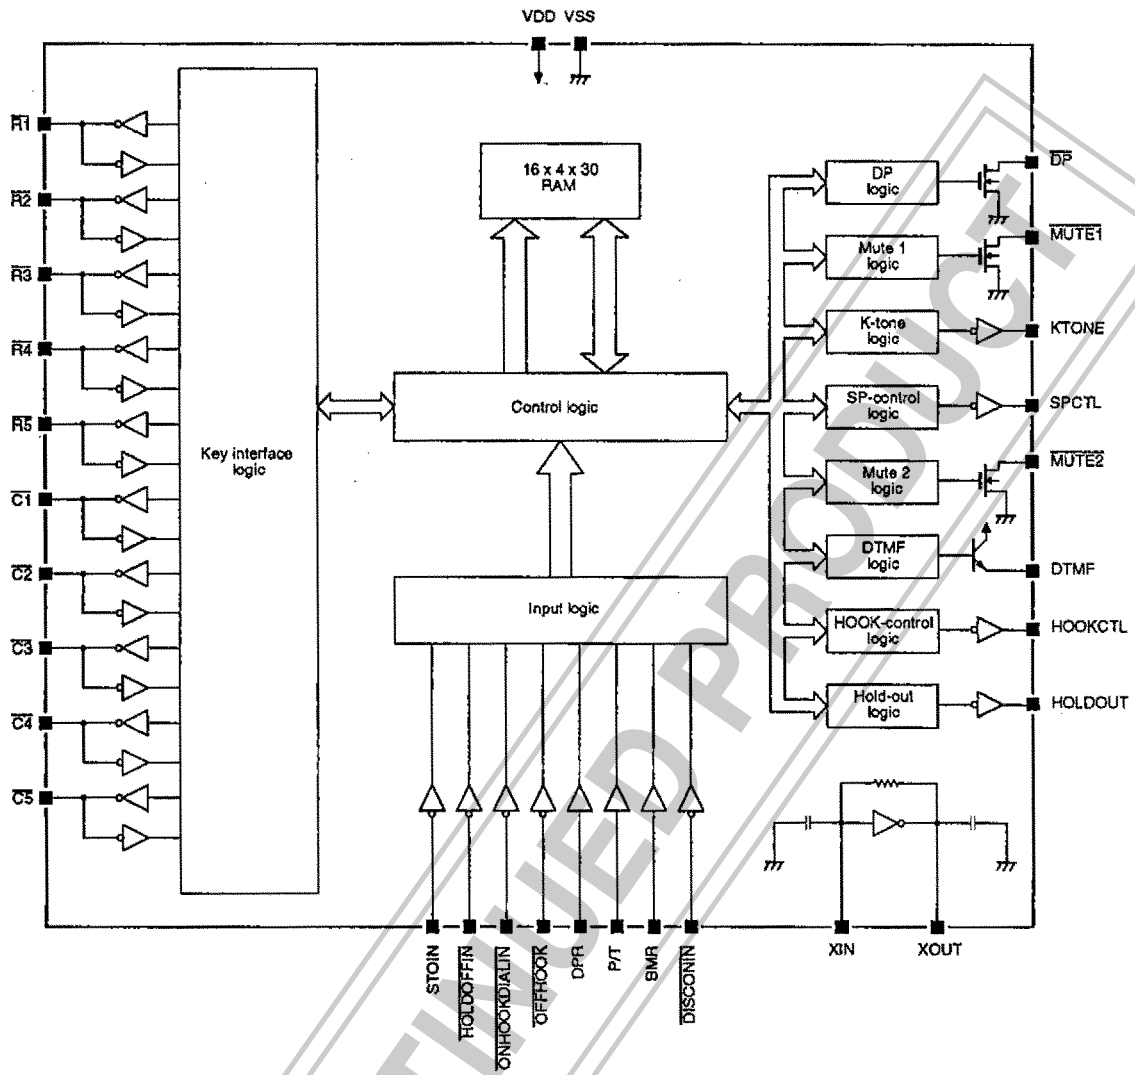 VDD VSS
R1
R2
R3
R4
R5
C1
C2
C3
C4
C5
Key interface
logic
16 x 4 x 30
RAM
Control logic
Input logic
DP
logic
Mute 1
logic
K-tone
logic
SP-control
logic
Mute 2
logic
DTMF
logic
HOOK-control
logic
Hold-out
logic
DP
MUTE1
KTONE
SPCTL
MUTE2
DTMF
HOOKCTL
HOLDOUT
XIN
XOUT
STOIN
HOLDOFFIN
ONHOOKDIALIN
OFFHOOK
DPR
P/T
BMR
DISCONIN
TINUED PRODUCT